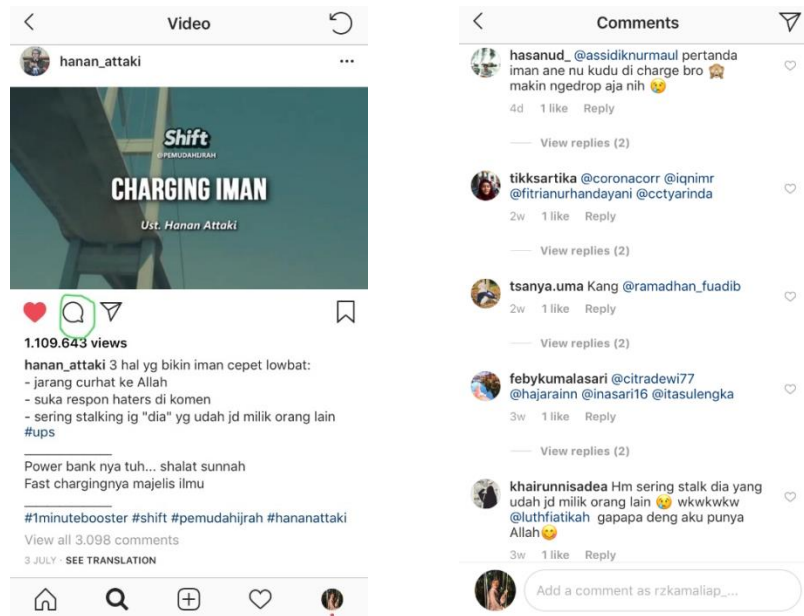 Video
hanan_attaki
Shift
@PEMUDAHIJRAH
CHARGING IMAN
Ust. Hanan Attaki
1.109.643 views
hanan_attaki 3 hal yg bikin iman cepet lowbat:
- jarang curhat ke Allah
- suka respon haters di komen
- sering stalking ig "dia" yg udah jd milik orang lain
#ups
Power bank nya tuh... shalat sunnah
Fast chargingnya majelis ilmu
#1minutebooster #shift #pemudahijrah #hananattaki
View all 3.098 comments
3 JULY · SEE TRANSLATION
Comments
hasanud_ @assidiknurmaul pertanda
iman ane nu kudu di charge bro 🙈
makin ngedrop aja nih 😢
4d 1 like Reply
View replies (2)
tikksartika @coronacorr @iqnimr
@fitrianurhandayani @cctyarinda
2w 1 like Reply
View replies (2)
tsanya.uma Kang @ramadhan_fuadib
2w 1 like Reply
View replies (2)
febykumalasari @citradewi77
@hajarainn @inasari16 @itasulengka
3w 1 like Reply
View replies (2)
khairunnisadea Hm sering stalk dia yang
udah jd milik orang lain 😢 wkwkwkw
@luthfiatikah gapapa deng aku punya
Allah😋
3w 1 like Reply
Add a comment as rzkamaliap_...